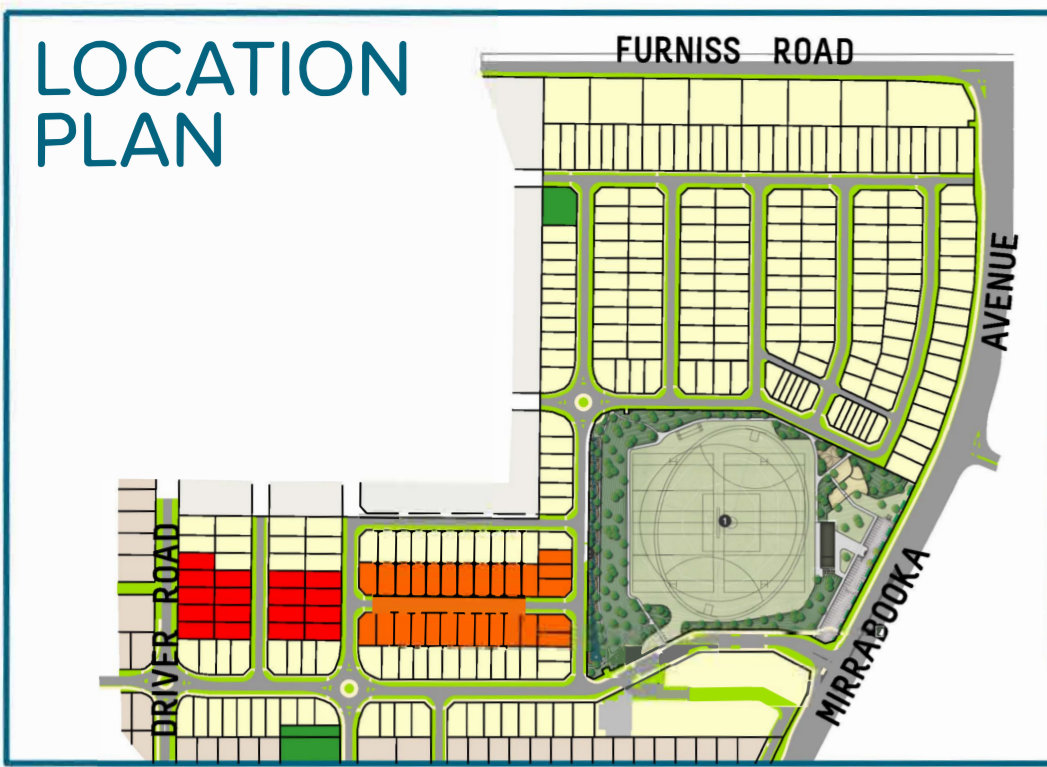 LOCATION
PLAN
FURNISS ROAD
AVENUE
MIRRABOOKA
DRIVER ROAD
1